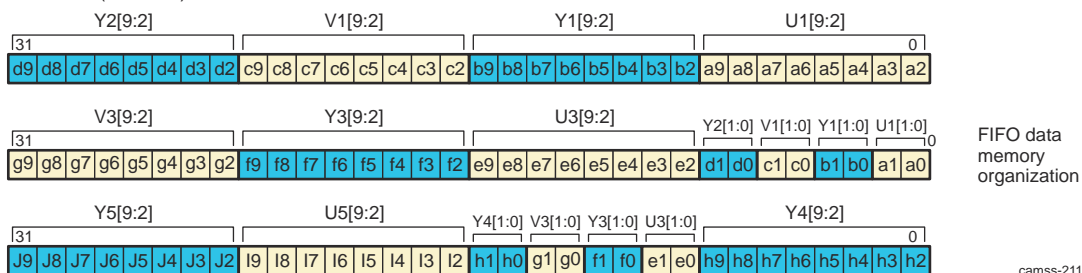 Y2[9:2] V1[9:2] Y1[9:2] U1[9:2]
31 0
d9 d8 d7 d6 d5 d4 d3 d2 c9 c8 c7 c6 c5 c4 c3 c2 b9 b8 b7 b6 b5 b4 b3 b2 a9 a8 a7 a6 a5 a4 a3 a2
V3[9:2] Y3[9:2] U3[9:2] Y2[1:0] V1[1:0] Y1[1:0] U1[1:0]
31 0
g9 g8 g7 g6 g5 g4 g3 g2 f9 f8 f7 f6 f5 f4 f3 f2 e9 e8 e7 e6 e5 e4 e3 e2 d1 d0 c1 c0 b1 b0 a1 a0
FIFO data
memory
organization
Y5[9:2] U5[9:2] Y4[1:0] V3[1:0] Y3[1:0] U3[1:0] Y4[9:2]
31 0
J9 J8 J7 J6 J5 J4 J3 J2 I9 I8 I7 I6 I5 I4 I3 I2 h1 h0 g1 g0 f1 f0 e1 e0 h9 h8 h7 h6 h5 h4 h3 h2
camss-211